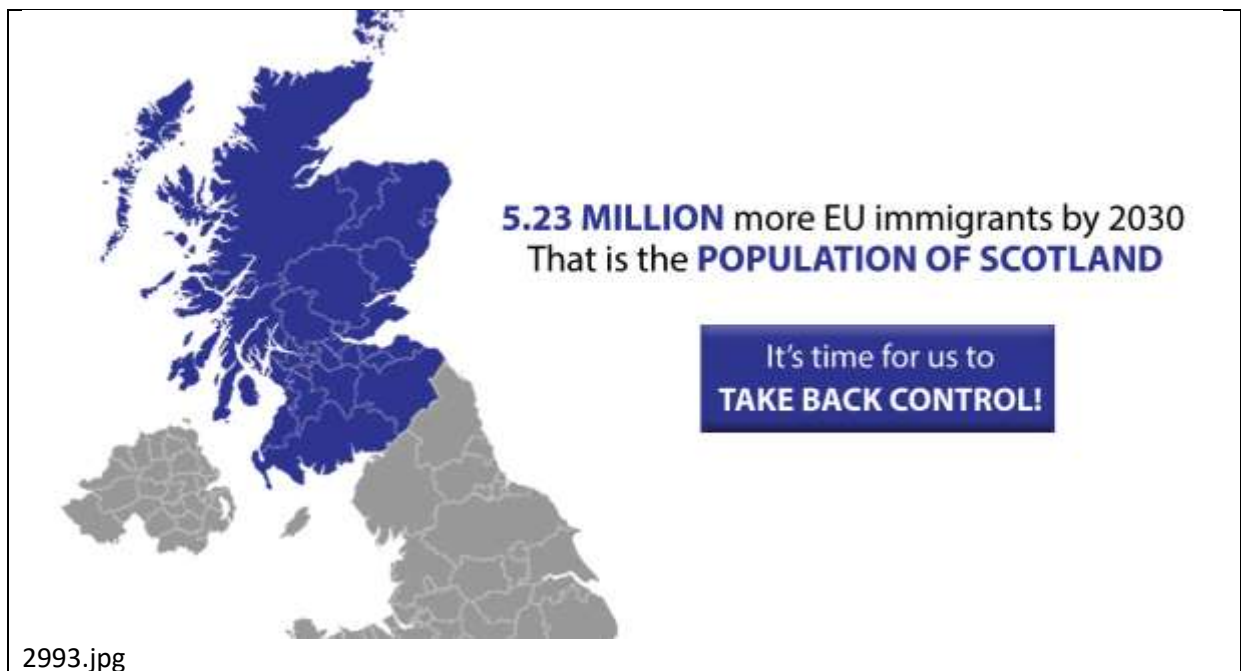 5.23 MILLION more EU immigrants by 2030
That is the POPULATION OF SCOTLAND
It's time for us to
TAKE BACK CONTROL!
2993.jpg